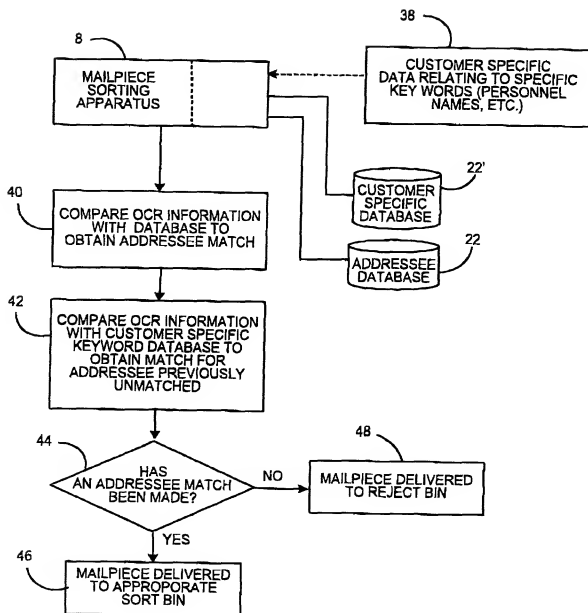 8
MAILPIECE
SORTING
APPARATUS
38
CUSTOMER SPECIFIC
DATA RELATING TO SPECIFIC
KEY WORDS (PERSONNEL
NAMES, ETC.)
22'
CUSTOMER
SPECIFIC
DATABASE
22
ADDRESSEE
DATABASE
40
COMPARE OCR INFORMATION
WITH DATABASE TO
OBTAIN ADDRESSEE MATCH
42
COMPARE OCR INFORMATION
WITH CUSTOMER SPECIFIC
KEYWORD DATABASE TO
OBTAIN MATCH FOR
ADDRESSEE PREVIOUSLY
UNMATCHED
44
HAS
AN ADDRESSEE MATCH
BEEN MADE?
NO
48
MAILPIECE DELIVERED
TO REJECT BIN
YES
46
MAILPIECE DELIVERED
TO APPROPORATE
SORT BIN